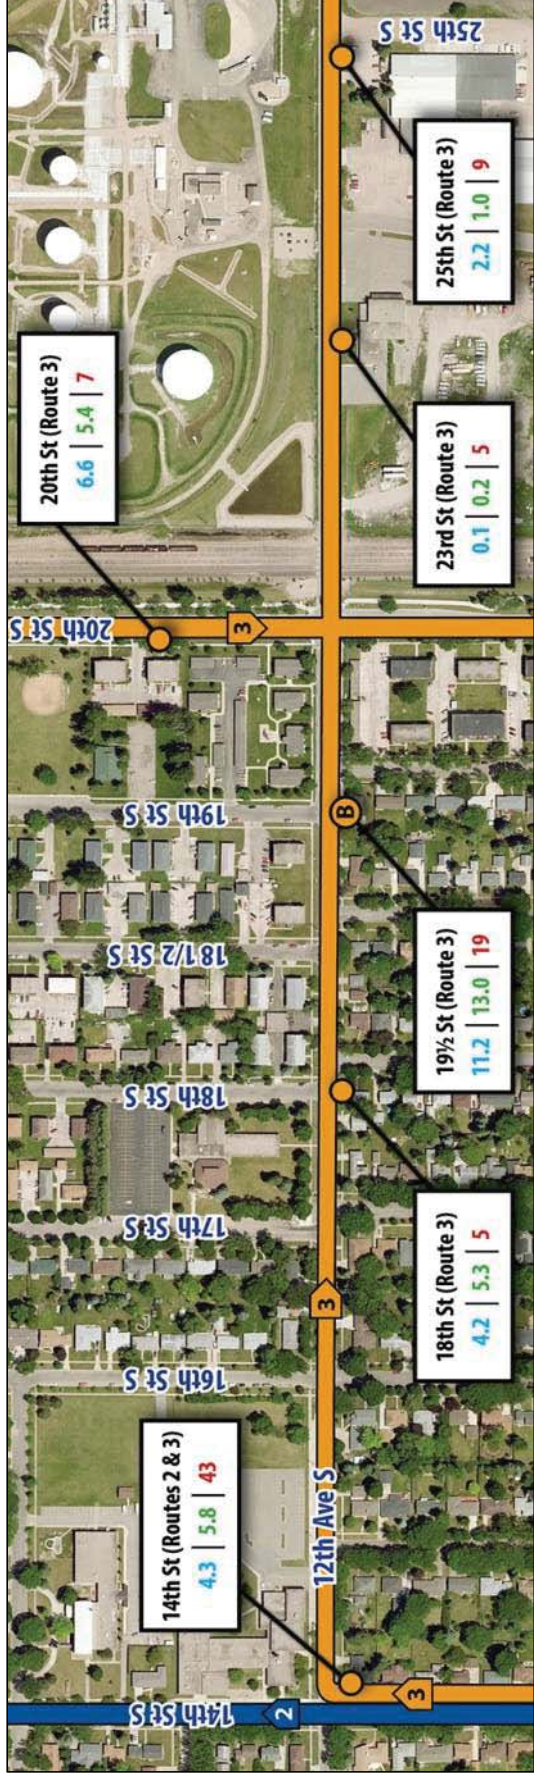 14th St (Routes 2 & 3)
4.3 | 5.8 | 43
18th St (Route 3)
4.2 | 5.3 | 5
19½ St (Route 3)
11.2 | 13.0 | 19
20th St (Route 3)
6.6 | 5.4 | 7
23rd St (Route 3)
0.1 | 0.2 | 5
25th St (Route 3)
2.2 | 1.0 | 9
14th St S
16th St S
17th St S
18th St S
18 1/2 St S
19th St S
20th St S
25th St S
12th Ave S
2
3
3
3
B